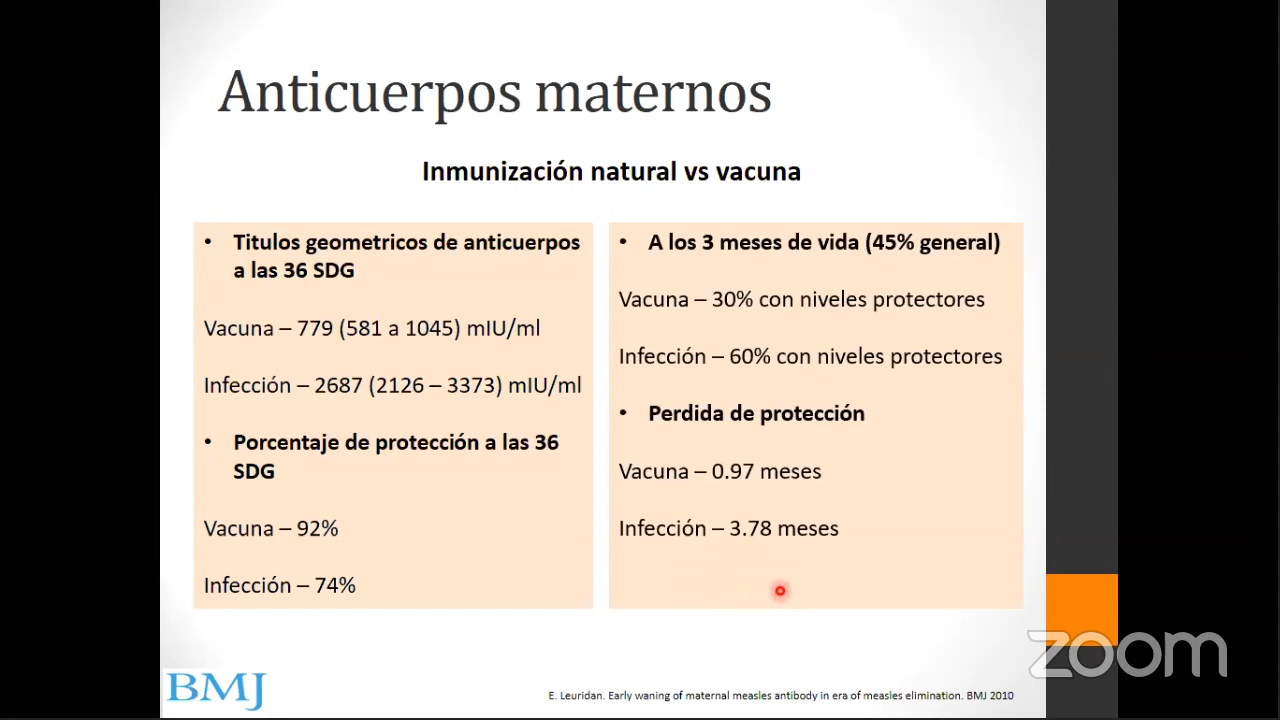 Anticuerpos maternos
Inmunización natural vs vacuna
• Titulos geometricos de anticuerpos
a las 36 SDG
Vacuna – 779 (581 a 1045) mIU/ml
Infección – 2687 (2126 – 3373) mIU/ml
• Porcentaje de protección a las 36
SDG
Vacuna – 92%
Infección – 74%
• A los 3 meses de vida (45% general)
Vacuna – 30% con niveles protectores
Infección – 60% con niveles protectores
• Perdida de protección
Vacuna – 0.97 meses
Infección – 3.78 meses
BMJ
E. Leuridan. Early waning of maternal measles antibody in era of measles elimination. BMJ 2010
zoom